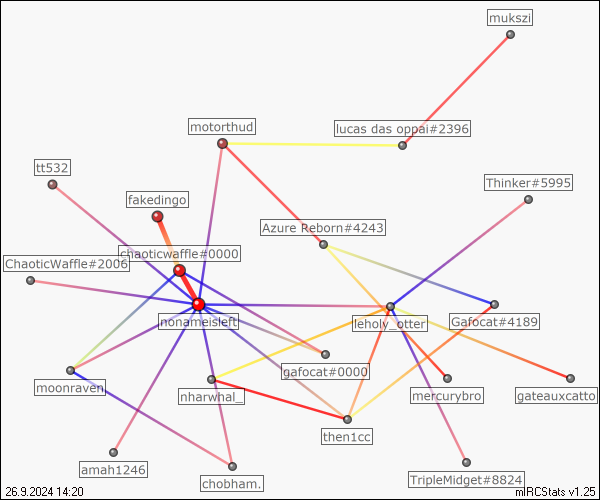 mukszi
motorthud
lucas das oppai#2396
tt532
Thinker#5995
fakedingo
Azure Reborn#4243
chaoticwaffle#0000
ChaoticWaffle#2006
nonameisleft
leholy_otter
Gafocat#4189
gafocat#0000
moonraven
nharwhal_
mercurybro
gateauxcatto
then1cc
amah1246
chobham.
TripleMidget#8824
26.9.2024 14:20
mIRCStats v1.25